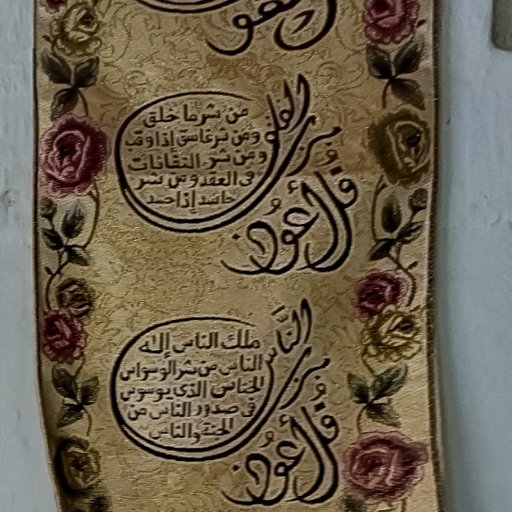 قل أعوذ برب الفلق
من شر ما خلق
ومن شر غاسق إذا وقب
ومن شر النفاثات
في العقد ومن شر
حاسد إذا حسد
قل أعوذ برب النَّاس
ملك الناس إله
الناس من شر الوسواس
الخناس الذي يوسوس
في صدور الناس من
الجنة والناس